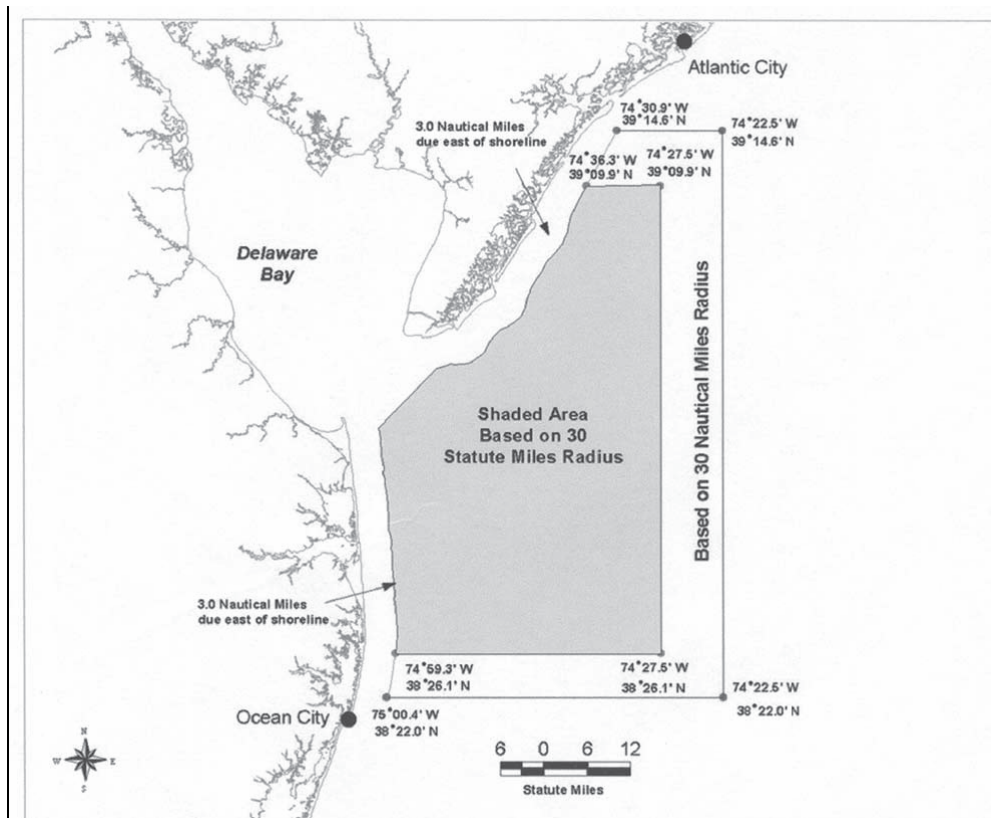 Atlantic City
74°30.9' W
39°14.6' N
74°22.5' W
39°14.6' N
3.0 Nautical Miles
due east of shoreline
74°36.3' W
39°09.9' N
74°27.5' W
39°09.9' N
Delaware
Bay
Based on 30 Nautical Miles Radius
Shaded Area
Based on 30
Statute Miles Radius
3.0 Nautical Miles
due east of shoreline
74°59.3' W
38°26.1' N
74°27.5' W
38°26.1' N
74°22.5' W
38°22.0' N
Ocean City
75°00.4' W
38°22.0' N
N
W
E
S
6 0 6 12
Statute Miles